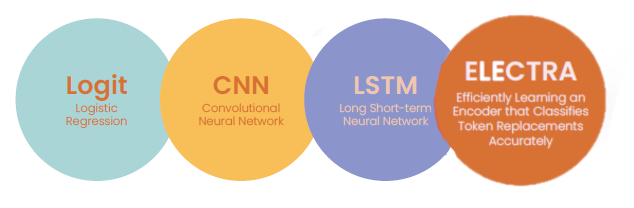 Logit
Logistic
Regression
CNN
Convolutional
Neural Network
LSTM
Long Short-term
Neural Network
ELECTRA
Efficiently Learning an
Encoder that Classifies
Token Replacements
Accurately